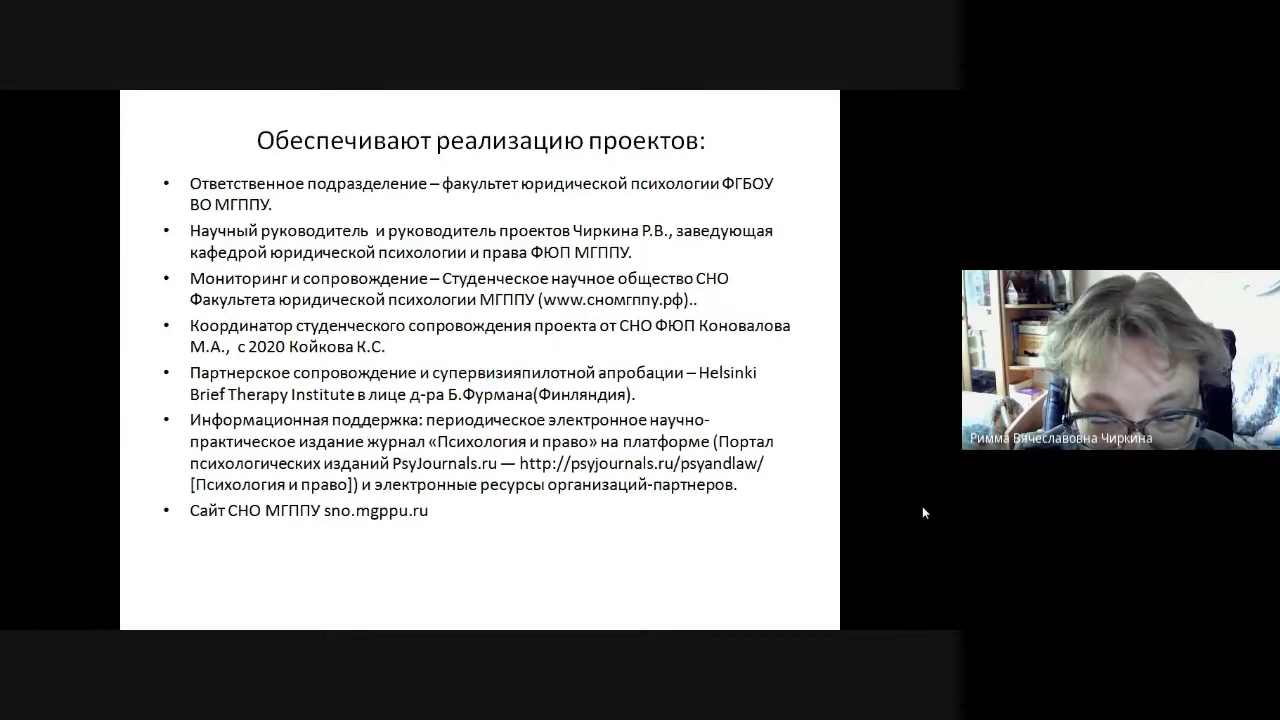 Обеспечивают реализацию проектов:
• Ответственное подразделение – факультет юридической психологии ФГБОУ
ВО МГППУ.
• Научный руководитель и руководитель проектов Чиркина Р.В., заведующая
кафедрой юридической психологии и права ФЮП МГППУ.
• Мониторинг и сопровождение – Студенческое научное общество СНО
Факультета юридической психологии МГППУ (www.сномгппу.рф)..
• Координатор студенческого сопровождения проекта от СНО ФЮП Коновалова
М.А., с 2020 Койкова К.С.
• Партнерское сопровождение и супервизияпилотной апробации – Helsinki
Brief Therapy Institute в лице д-ра Б.Фурмана(Финляндия).
• Информационная поддержка: периодическое электронное научно-
практическое издание журнал «Психология и право» на платформе (Портал
психологических изданий PsyJournals.ru — http://psyjournals.ru/psyandlaw/
[Психология и право]) и электронные ресурсы организаций-партнеров.
• Сайт СНО МГППУ sno.mgppu.ru
Римма Вячеславовна Чиркина